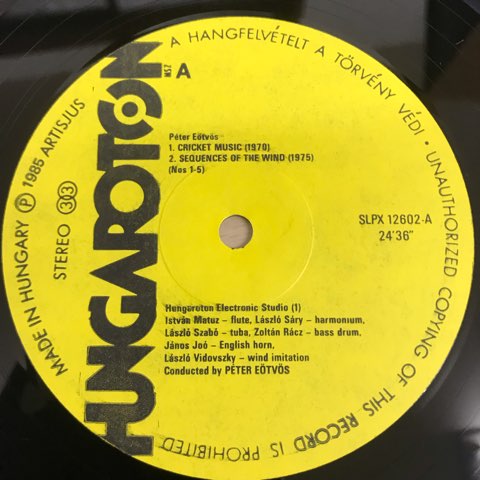 HUNGAROTON
MSZ
A
MADE IN HUNGARY Ⓟ 1985 ARTISJUS
STEREO 33
A HANGFELVÉTELT A TÖRVÉNY VÉDI · UNAUTHORIZED COPYING OF THIS RECORD IS PROHIBITED
Péter Eötvös
1. CRICKET MUSIC (1970)
2. SEQUENCES OF THE WIND (1975)
(Nos 1-5)
SLPX 12602-A
24'36"
Hungaroton Electronic Studio (1)
István Matuz – flute, László Sáry – harmonium,
László Szabó – tuba, Zoltán Rácz – bass drum,
János Joó – English horn,
László Vidovszky – wind imitation
Conducted by PÉTER EÖTVÖS